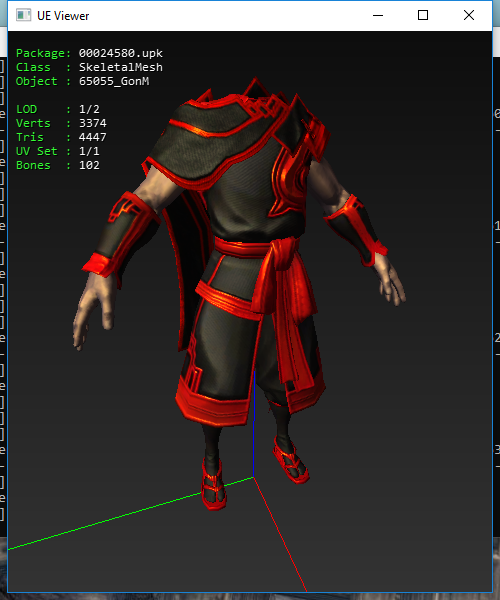 UE Viewer
Package: 00024580.upk
Class : SkeletalMesh
Object : 65055_GonM
LOD : 1/2
Verts : 3374
Tris : 4447
UV Set : 1/1
Bones : 102